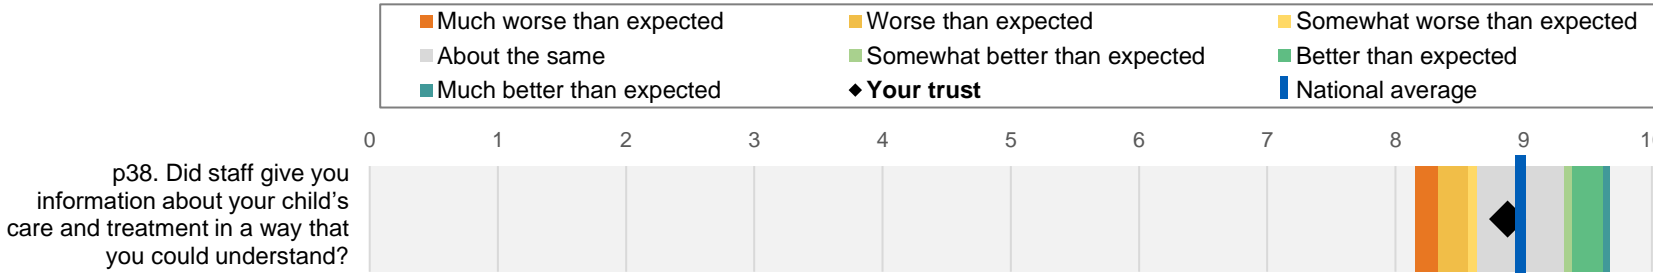 Much worse than expected Worse than expected Somewhat worse than expected
About the same Somewhat better than expected Better than expected
Much better than expected Your trust National average
0 1 2 3 4 5 6 7 8 9
p38. Did staff give you
information about your child’s
care and treatment in a way that
you could understand?